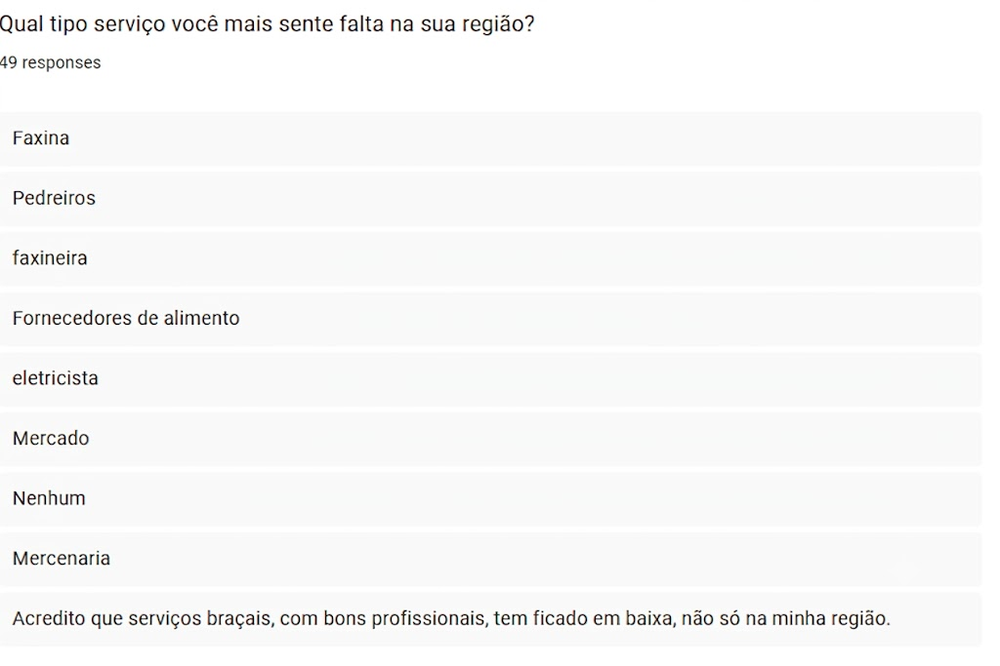 Qual tipo serviço você mais sente falta na sua região?
49 responses
Faxina
Pedreiros
faxineira
Fornecedores de alimento
eletricista
Mercado
Nenhum
Mercenaria
Acredito que serviços braçais, com bons profissionais, tem ficado em baixa, não só na minha região.